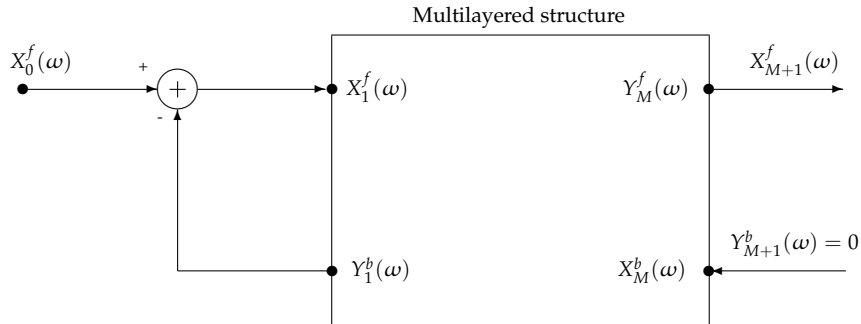 Multilayered structure
X_0^f(ω)
+
+
-
X_1^f(ω)
Y_M^f(ω)
X_{M+1}^f(ω)
Y_1^b(ω)
X_M^b(ω)
Y_{M+1}^b(ω) = 0